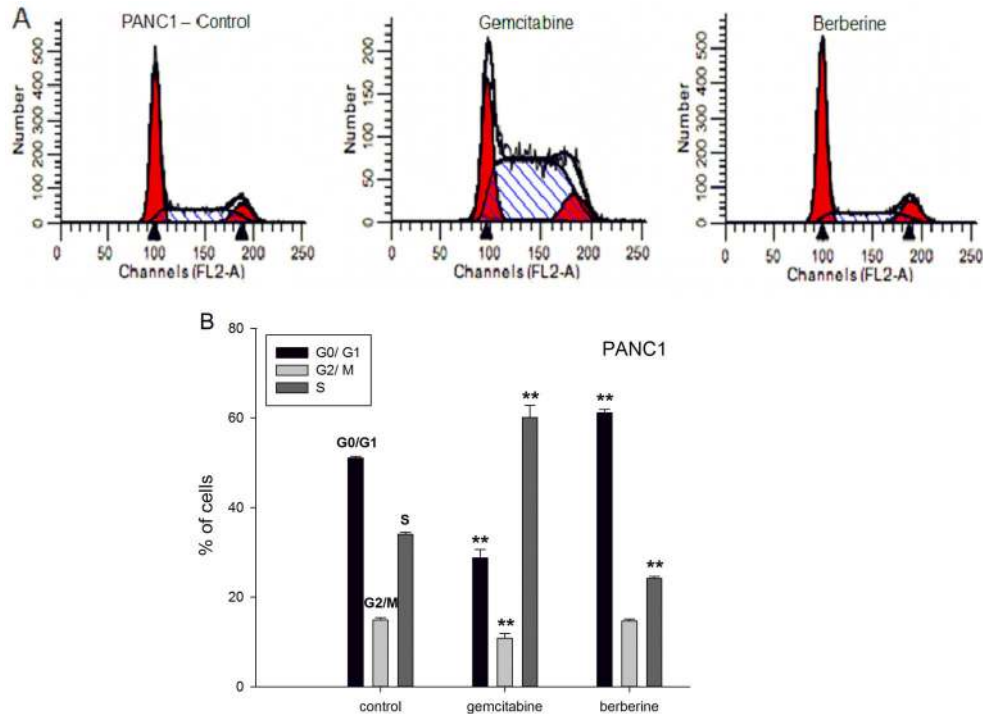 A
PANC1 – Control
Gemcitabine
Berberine
Number
500
400
300
200
100
0
0 50 100 150 200 250
Channels (FL2-A)
Number
200
150
100
50
0
0 50 100 150 200 250
Channels (FL2-A)
Number
500
400
300
200
100
0
0 50 100 150 200 250
Channels (FL2-A)
B
PANC1
G0/ G1
G2/ M
S
% of cells
80
60
40
20
0
G0/G1
G2/M
S
**
**
**
**
**
control gemcitabine berberine